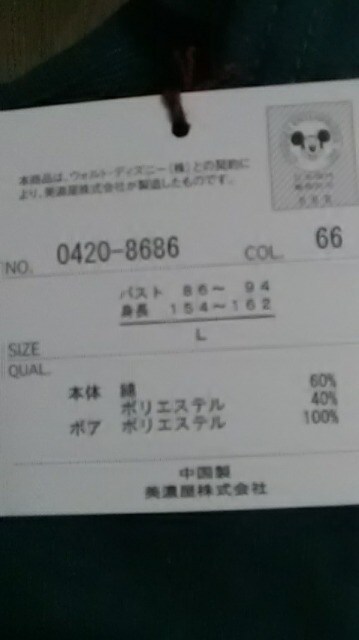 本商品は、ウォルト・ディズニー(株)との契約に
より、美濃屋株式会社が製造したものです。
NO. 0420-8686 COL. 66
バスト 86～ 94
身長 154～162
SIZE L
QUAL.
本体 綿 60%
ポリエステル 40%
ボア ポリエステル 100%
中国製
美濃屋株式会社